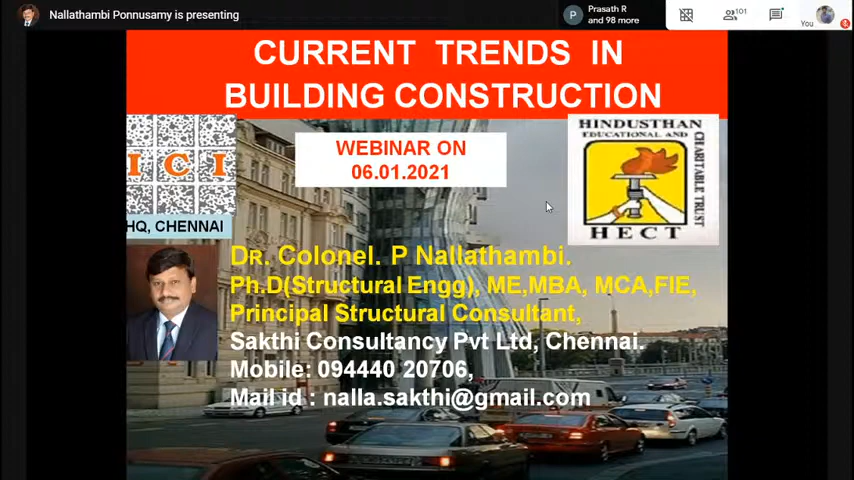 Nallathambi Ponnusamy is presenting
P
Prasath R
and 98 more
101
You
CURRENT TRENDS IN
BUILDING CONSTRUCTION
ICI
HQ, CHENNAI
WEBINAR ON
06.01.2021
HINDUSTHAN
EDUCATIONAL AND
CHARITABLE TRUST
HECT
DR. Colonel. P Nallathambi.
Ph.D(Structural Engg), ME,MBA, MCA,FIE,
Principal Structural Consultant,
Sakthi Consultancy Pvt Ltd, Chennai.
Mobile: 094440 20706,
Mail id : nalla.sakthi@gmail.com